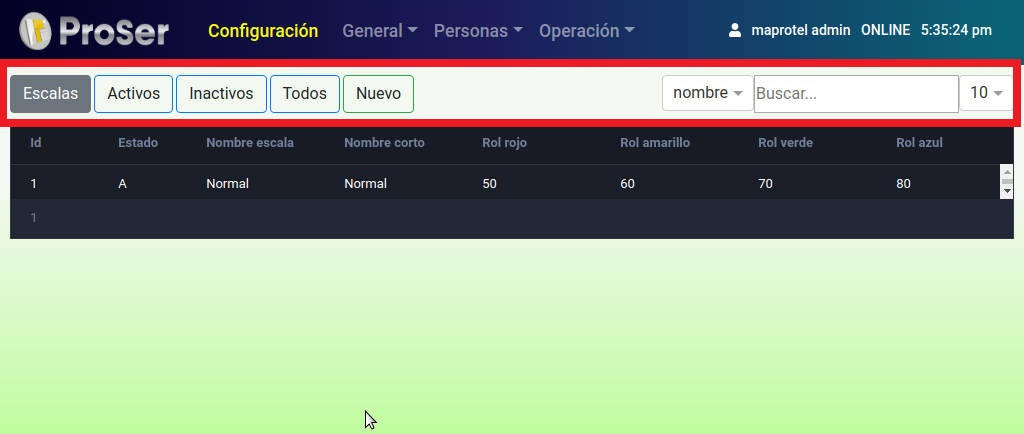 ProSer Configuración General Personas Operación maprotel admin ONLINE 5:35:24 pm
Escalas Activos Inactivos Todos Nuevo nombre Buscar... 10
Id Estado Nombre escala Nombre corto Rol rojo Rol amarillo Rol verde Rol azul
1 A Normal Normal 50 60 70 80
1